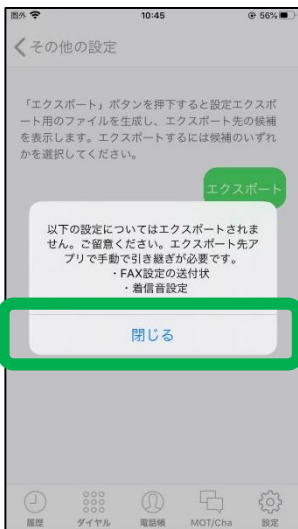 圏外 10:45 56%
その他の設定
「エクスポート」ボタンを押下すると設定エクスポ
ート用のファイルを生成し、エクスポート先の候補
を表示します。エクスポートするには候補のいずれ
かを選択してください。
エクスポート
以下の設定についてはエクスポートされま
せん。ご留意ください。エクスポート先ア
プリで手動で引き継ぎが必要です。
・FAX設定の送付状
・着信音設定
閉じる
履歴 ダイヤル 電話帳 MOT/Cha 設定